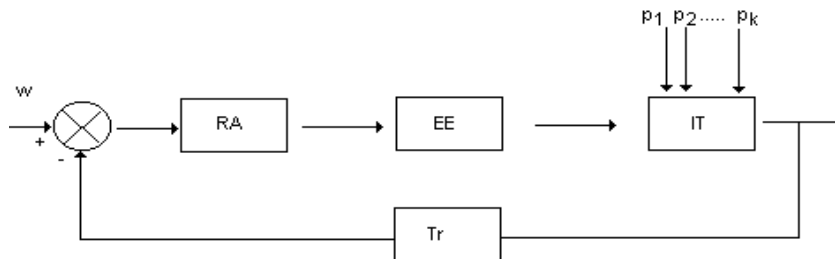 p1 p2 ..... pk
w
+
-
RA
EE
IT
Tr